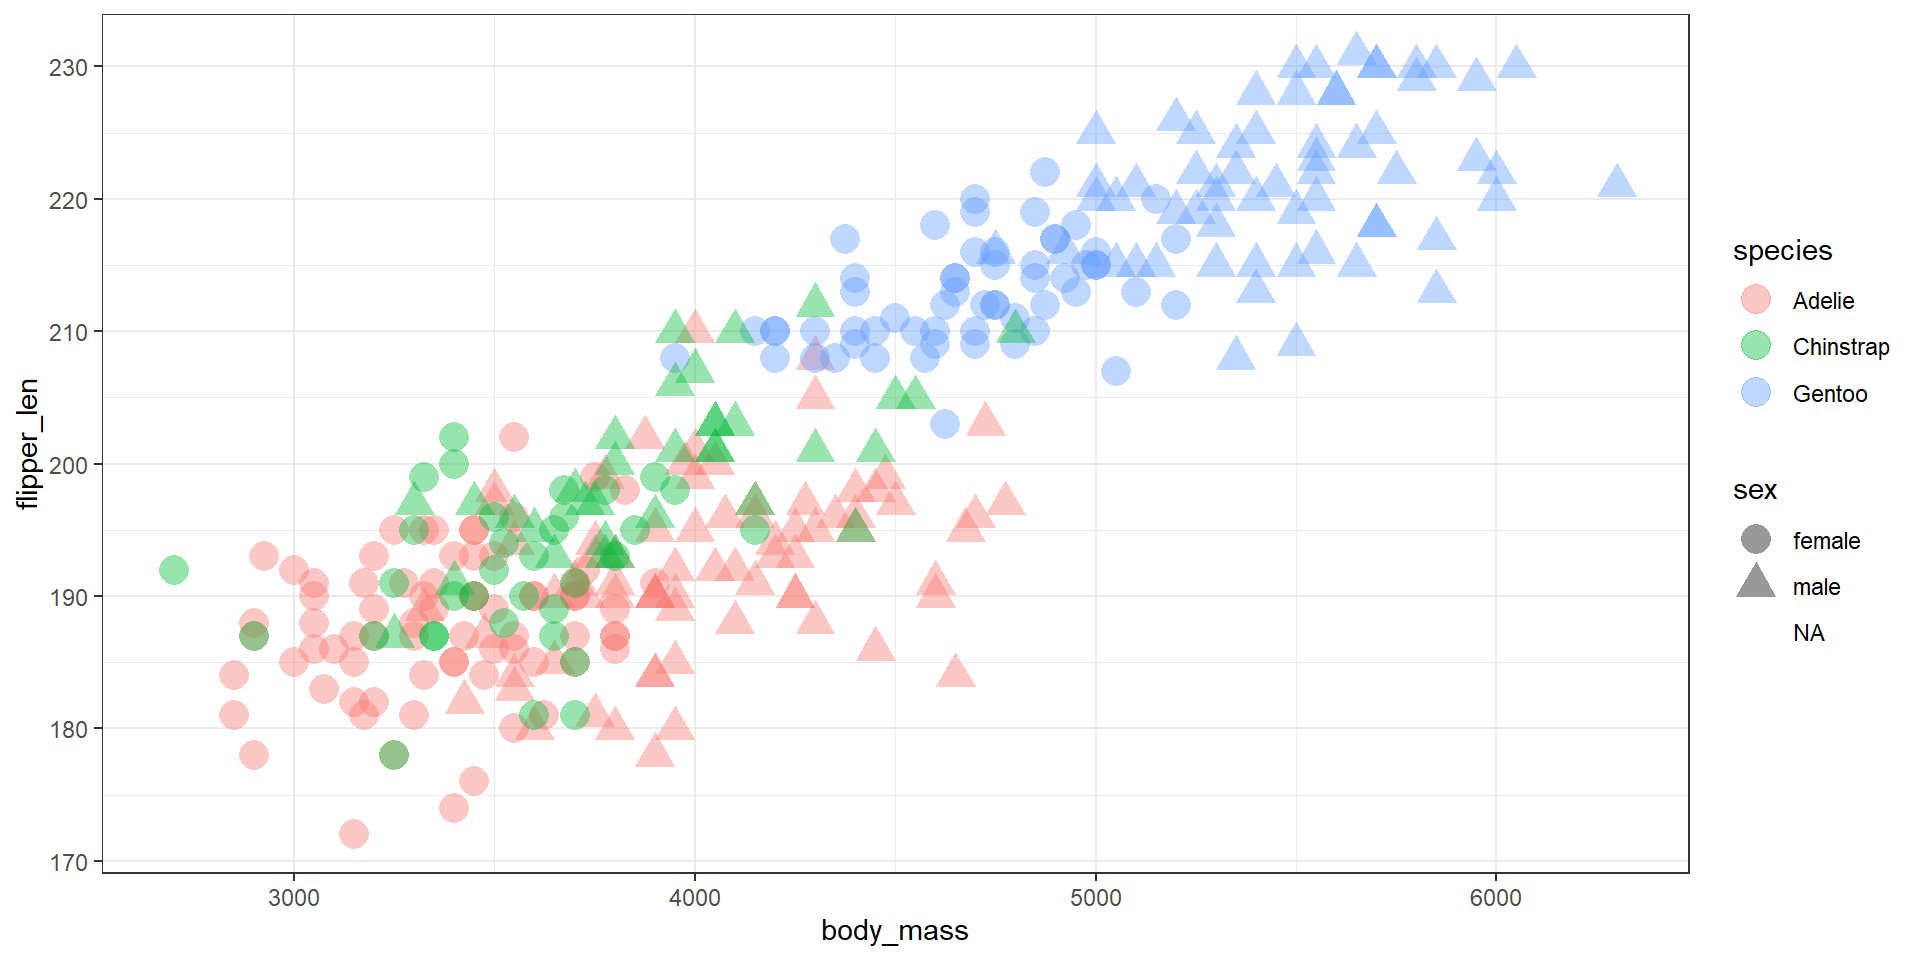 230
220
210
200
190
180
170
flipper_len
3000 4000 5000 6000
body_mass
species
Adelie
Chinstrap
Gentoo
sex
female
male
NA